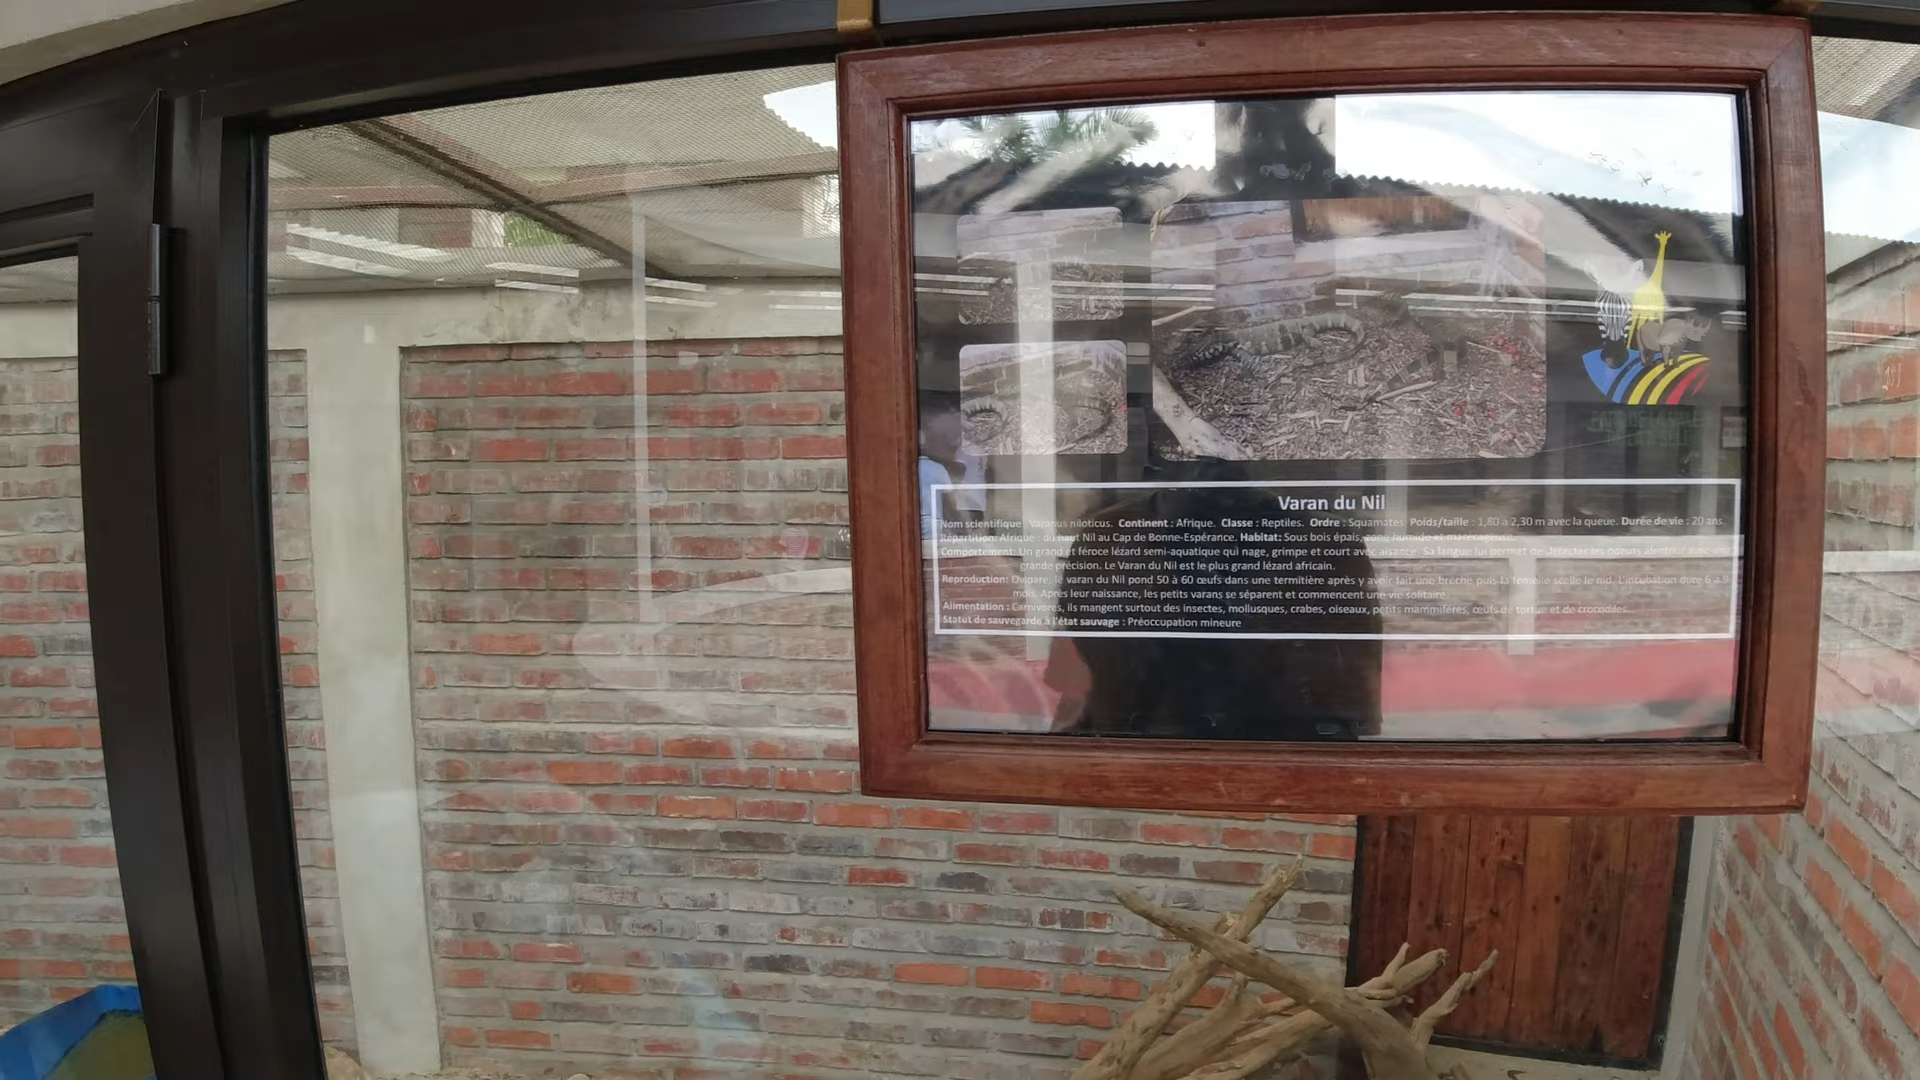 Varan du Nil
Nom scientifique : Varanus niloticus. Continent : Afrique. Classe : Reptiles. Ordre : Squamates Poids/taille : 1,80 à 2,30 m avec la queue. Durée de vie : 20 ans.
Répartition: Afrique : du haut Nil au Cap de Bonne-Espérance. Habitat: Sous bois épais, zone humide et marécageuse.
Comportement: Un grand et féroce lézard semi-aquatique qui nage, grimpe et court avec aisance. Sa langue lui permet de détecter les odeurs alentour avec une
grande précision. Le Varan du Nil est le plus grand lézard africain.
Reproduction: Ovipare, le varan du Nil pond 50 à 60 œufs dans une termitière après y avoir fait une brèche puis la femelle scelle le nid. L'incubation dure 6 à 9
mois. Après leur naissance, les petits varans se séparent et commencent une vie solitaire.
Alimentation : Carnivores, ils mangent surtout des insectes, mollusques, crabes, oiseaux, petits mammifères, œufs de tortue et de crocodiles.
Statut de sauvegarde à l'état sauvage : Préoccupation mineure